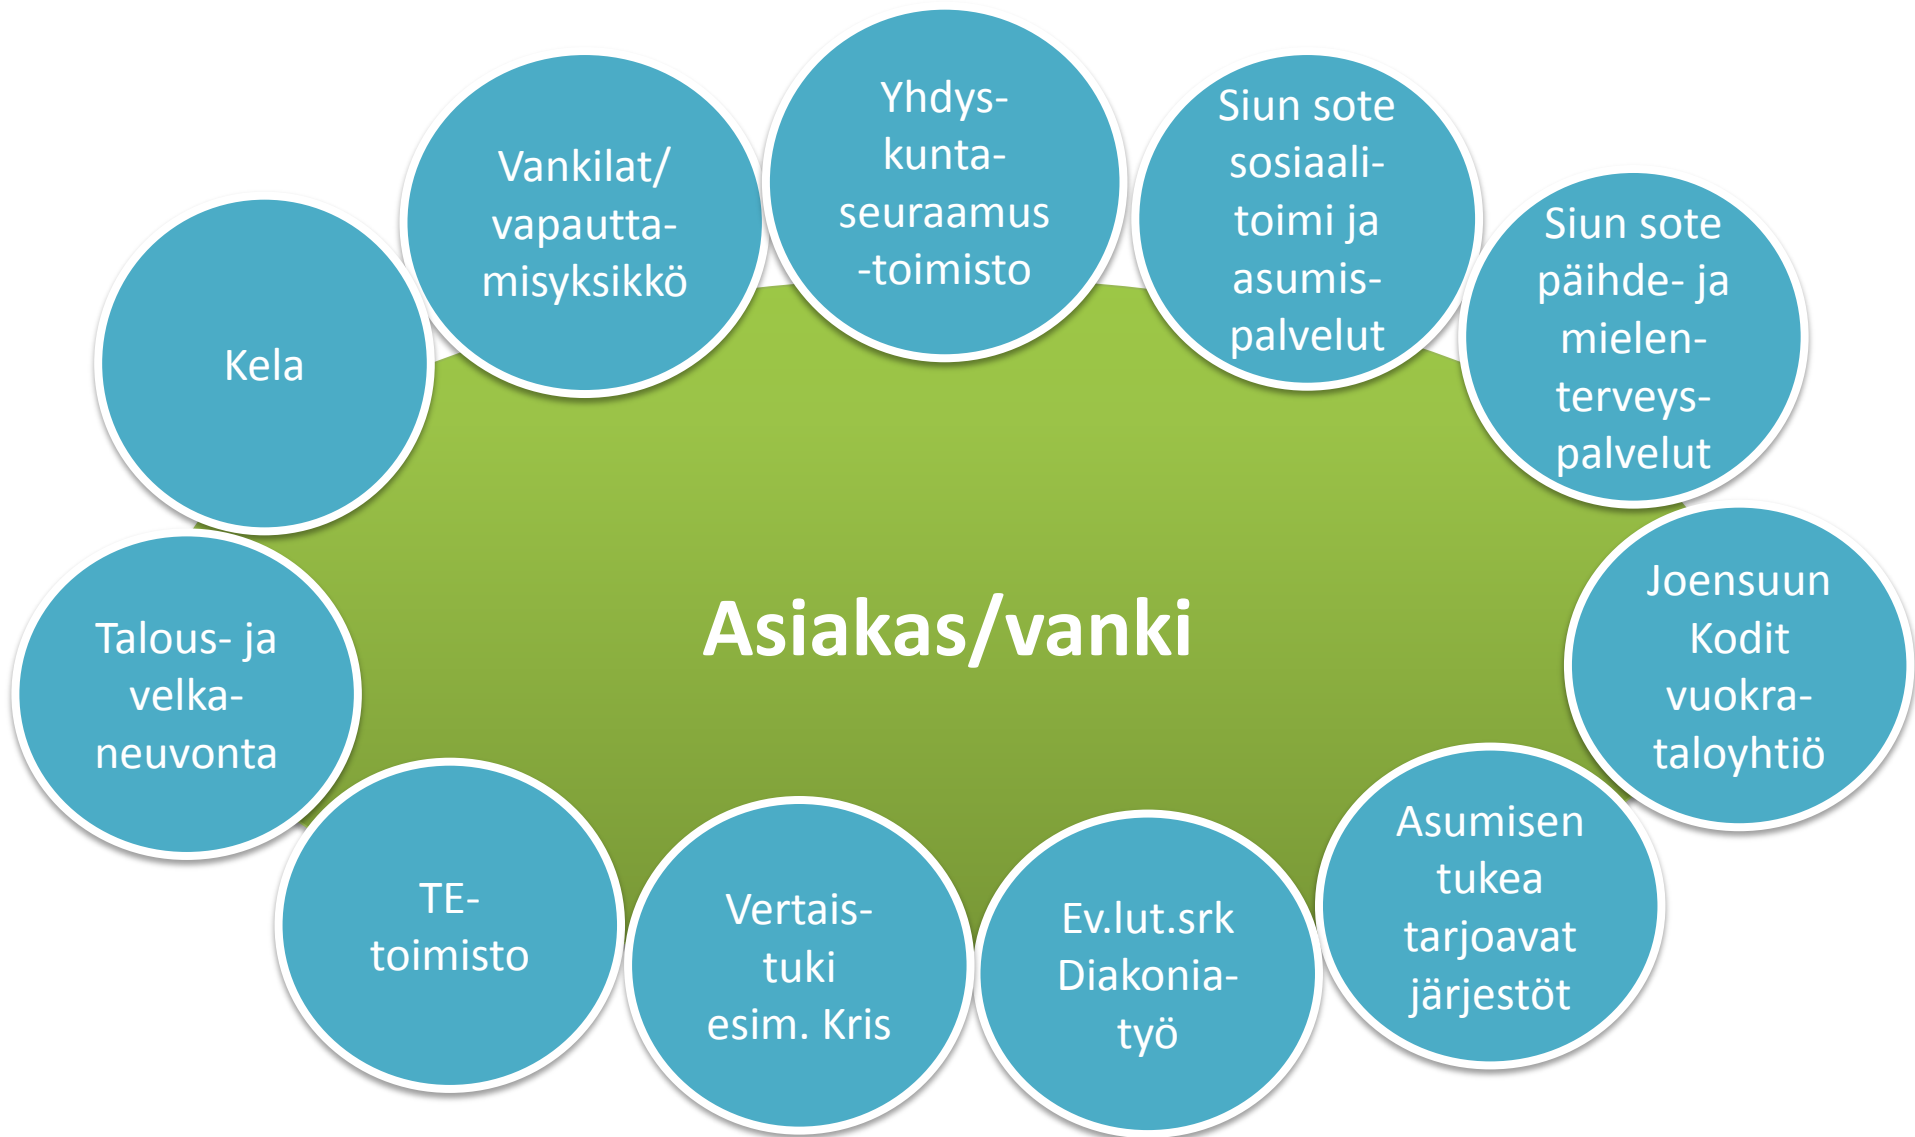 Yhdys-
kunta-
seuraamus
-toimisto
Siun sote
sosiaali-
toimi ja
asumis-
palvelut
Siun sote
päihde- ja
mielen-
terveys-
palvelut
Joensuun
Kodit
vuokra-
taloyhtiö
Asumisen
tukea
tarjoavat
järjestöt
Ev.lut.srk
Diakonia-
työ
Vertais-
tuki
esim. Kris
TE-
toimisto
Talous- ja
velka-
neuvonta
Kela
Vankilat/
vapautta-
misyksikkö
Asiakas/vanki